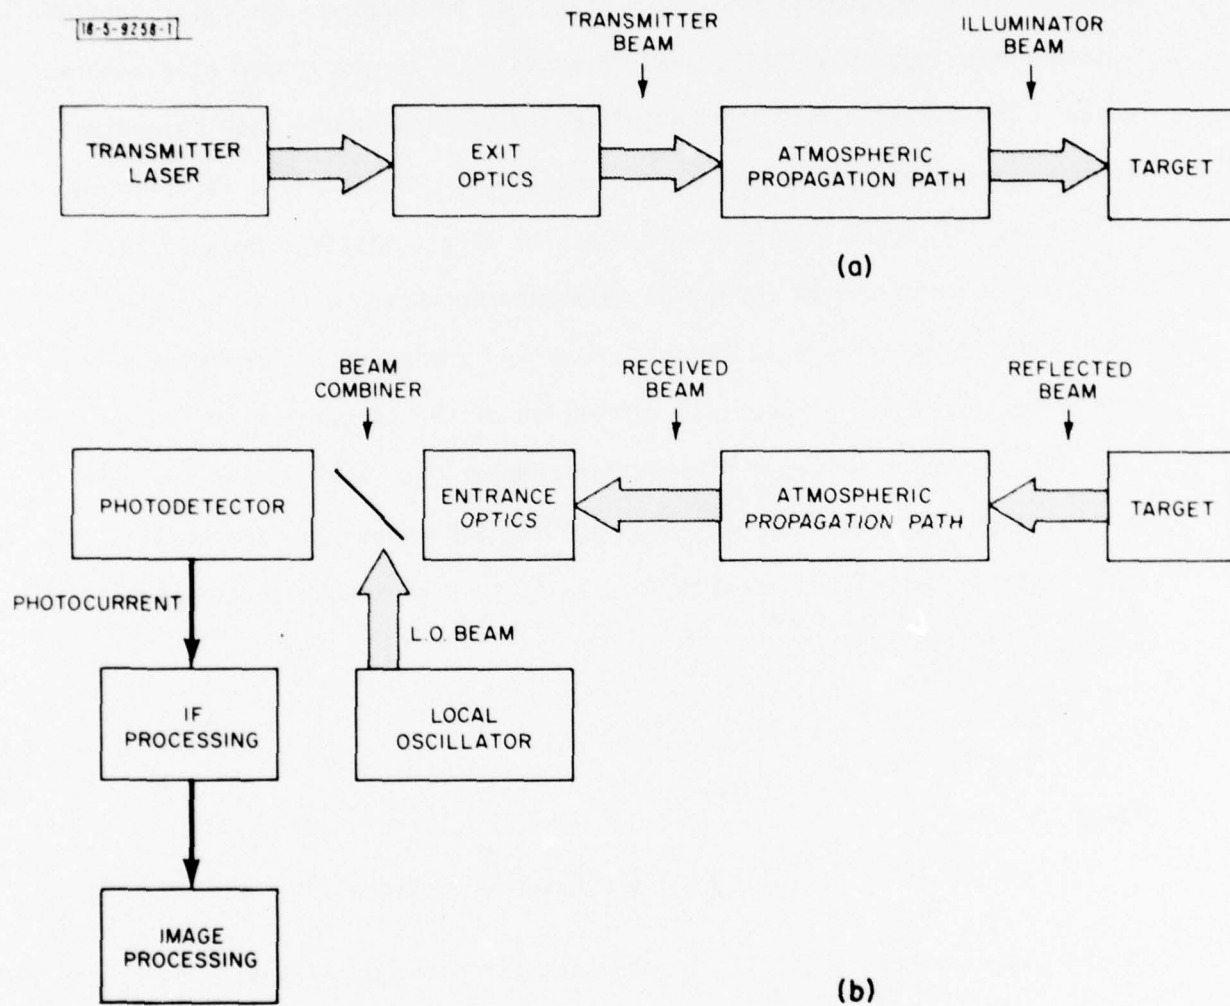 18-5-9258-1
TRANSMITTER
BEAM
ILLUMINATOR
BEAM
TRANSMITTER
LASER
EXIT
OPTICS
ATMOSPHERIC
PROPAGATION PATH
TARGET
(a)
BEAM
COMBINER
RECEIVED
BEAM
REFLECTED
BEAM
PHOTODETECTOR
ENTRANCE
OPTICS
ATMOSPHERIC
PROPAGATION PATH
TARGET
PHOTOCURRENT
L.O. BEAM
IF
PROCESSING
LOCAL
OSCILLATOR
IMAGE
PROCESSING
(b)